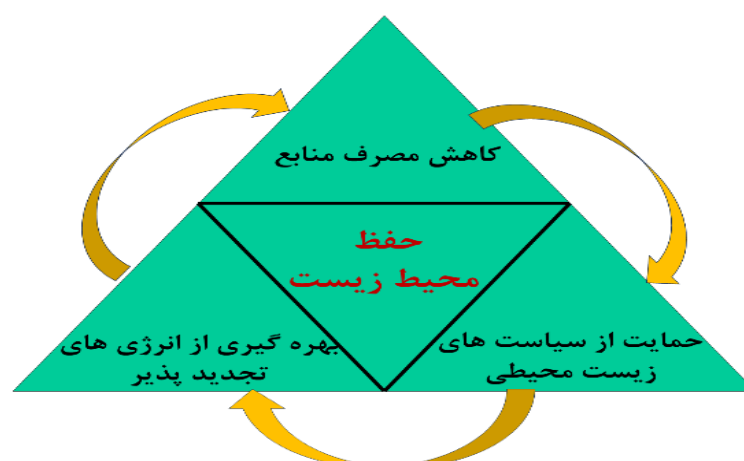 کاهش مصرف منابع
حفظ
محیط زیست
حمایت از سیاست های
زیست محیطی
بهره گیری از انرژی های
تجدید پذیر